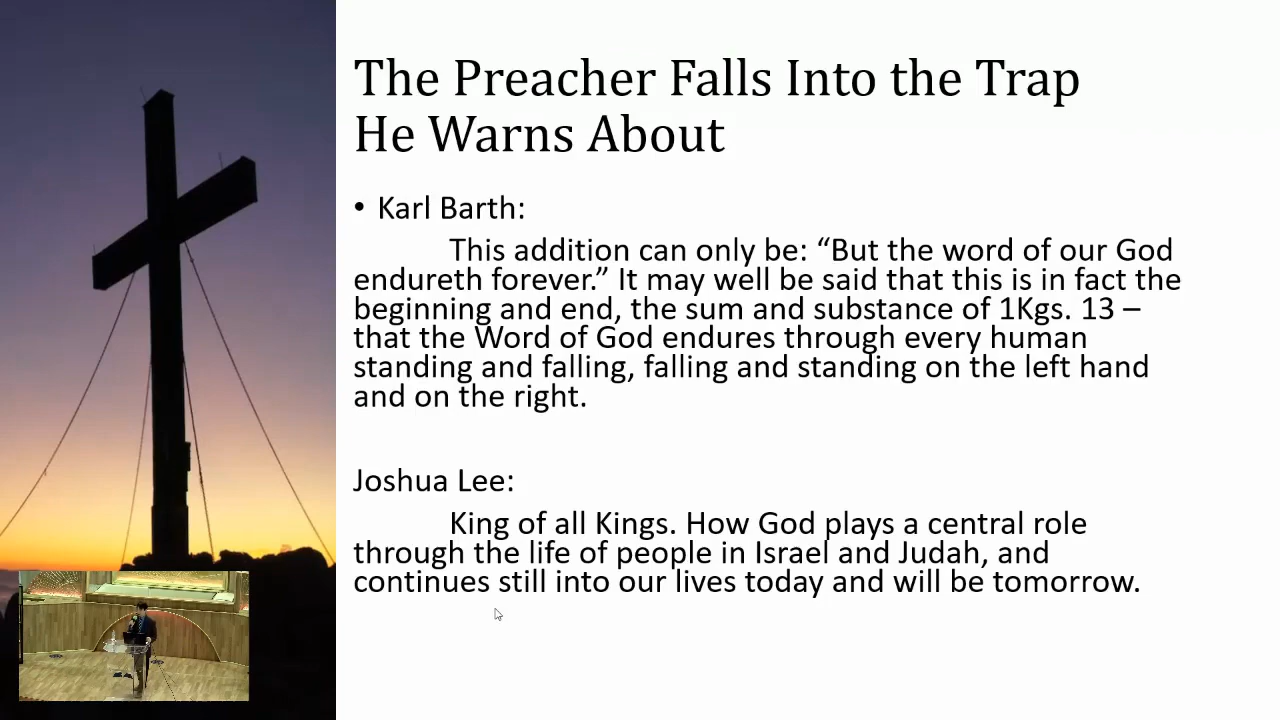 The Preacher Falls Into the Trap
He Warns About
• Karl Barth:
This addition can only be: “But the word of our God
endureth forever.” It may well be said that this is in fact the
beginning and end, the sum and substance of 1Kgs. 13 –
that the Word of God endures through every human
standing and falling, falling and standing on the left hand
and on the right.
Joshua Lee:
King of all Kings. How God plays a central role
through the life of people in Israel and Judah, and
continues still into our lives today and will be tomorrow.